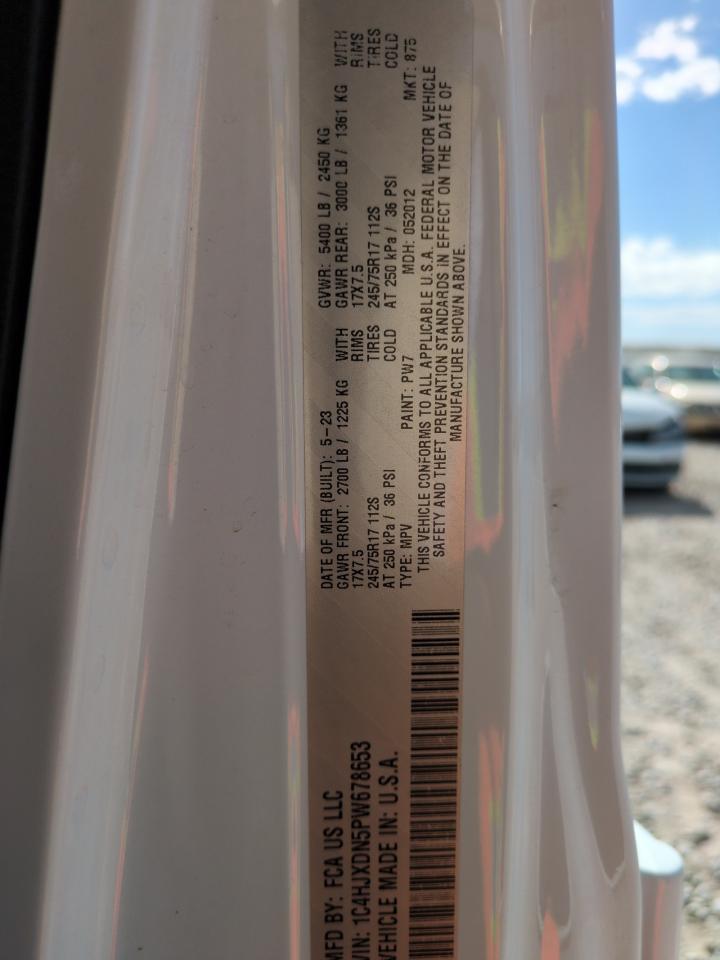 MFD BY: FCA US LLC
VIN: 1C4HJXDN5PW678653
VEHICLE MADE IN: U.S.A.
DATE OF MFR (BUILT): 5-23 GVWR: 5400 LB / 2450 KG
GAWR FRONT: 2700 LB / 1225 KG WITH GAWR REAR: 3000 LB / 1361 KG WITH
17X7.5 RIMS 17X7.5 RIMS
245/75R17 112S TIRES 245/75R17 112S TIRES
AT 250 kPa / 36 PSI COLD AT 250 kPa / 36 PSI COLD
TYPE: MPV PAINT: PW7 MDH: 052012 MKT: 875
THIS VEHICLE CONFORMS TO ALL APPLICABLE U.S.A. FEDERAL MOTOR VEHICLE
SAFETY AND THEFT PREVENTION STANDARDS IN EFFECT ON THE DATE OF
MANUFACTURE SHOWN ABOVE.